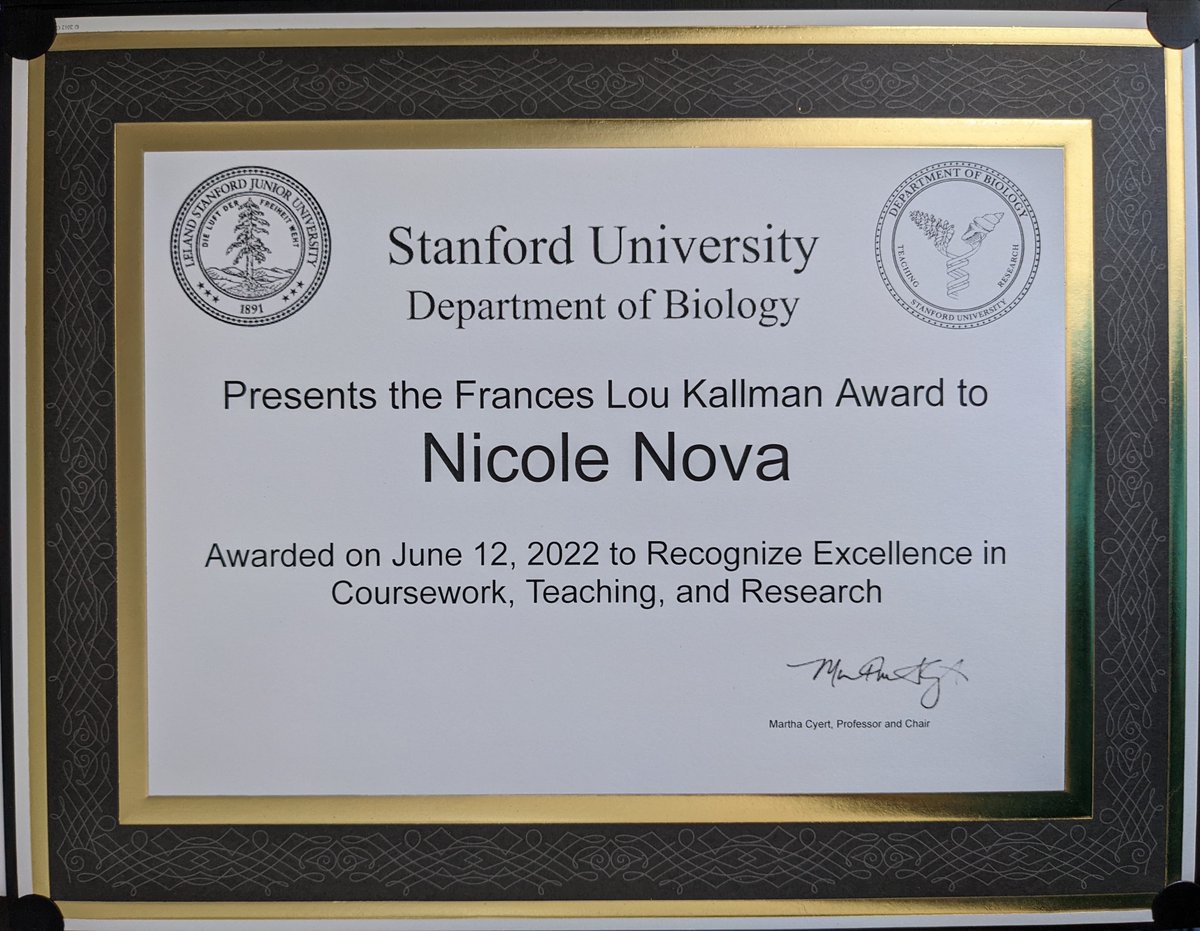 LELAND STANFORD JUNIOR UNIVERSITY
DIE LUFT DER FREIHEIT WEHT
1891
DEPARTMENT OF BIOLOGY
TEACHING
RESEARCH
STANFORD UNIVERSITY
Stanford University
Department of Biology
Presents the Frances Lou Kallman Award to
Nicole Nova
Awarded on June 12, 2022 to Recognize Excellence in
Coursework, Teaching, and Research
Martha Cyert, Professor and Chair